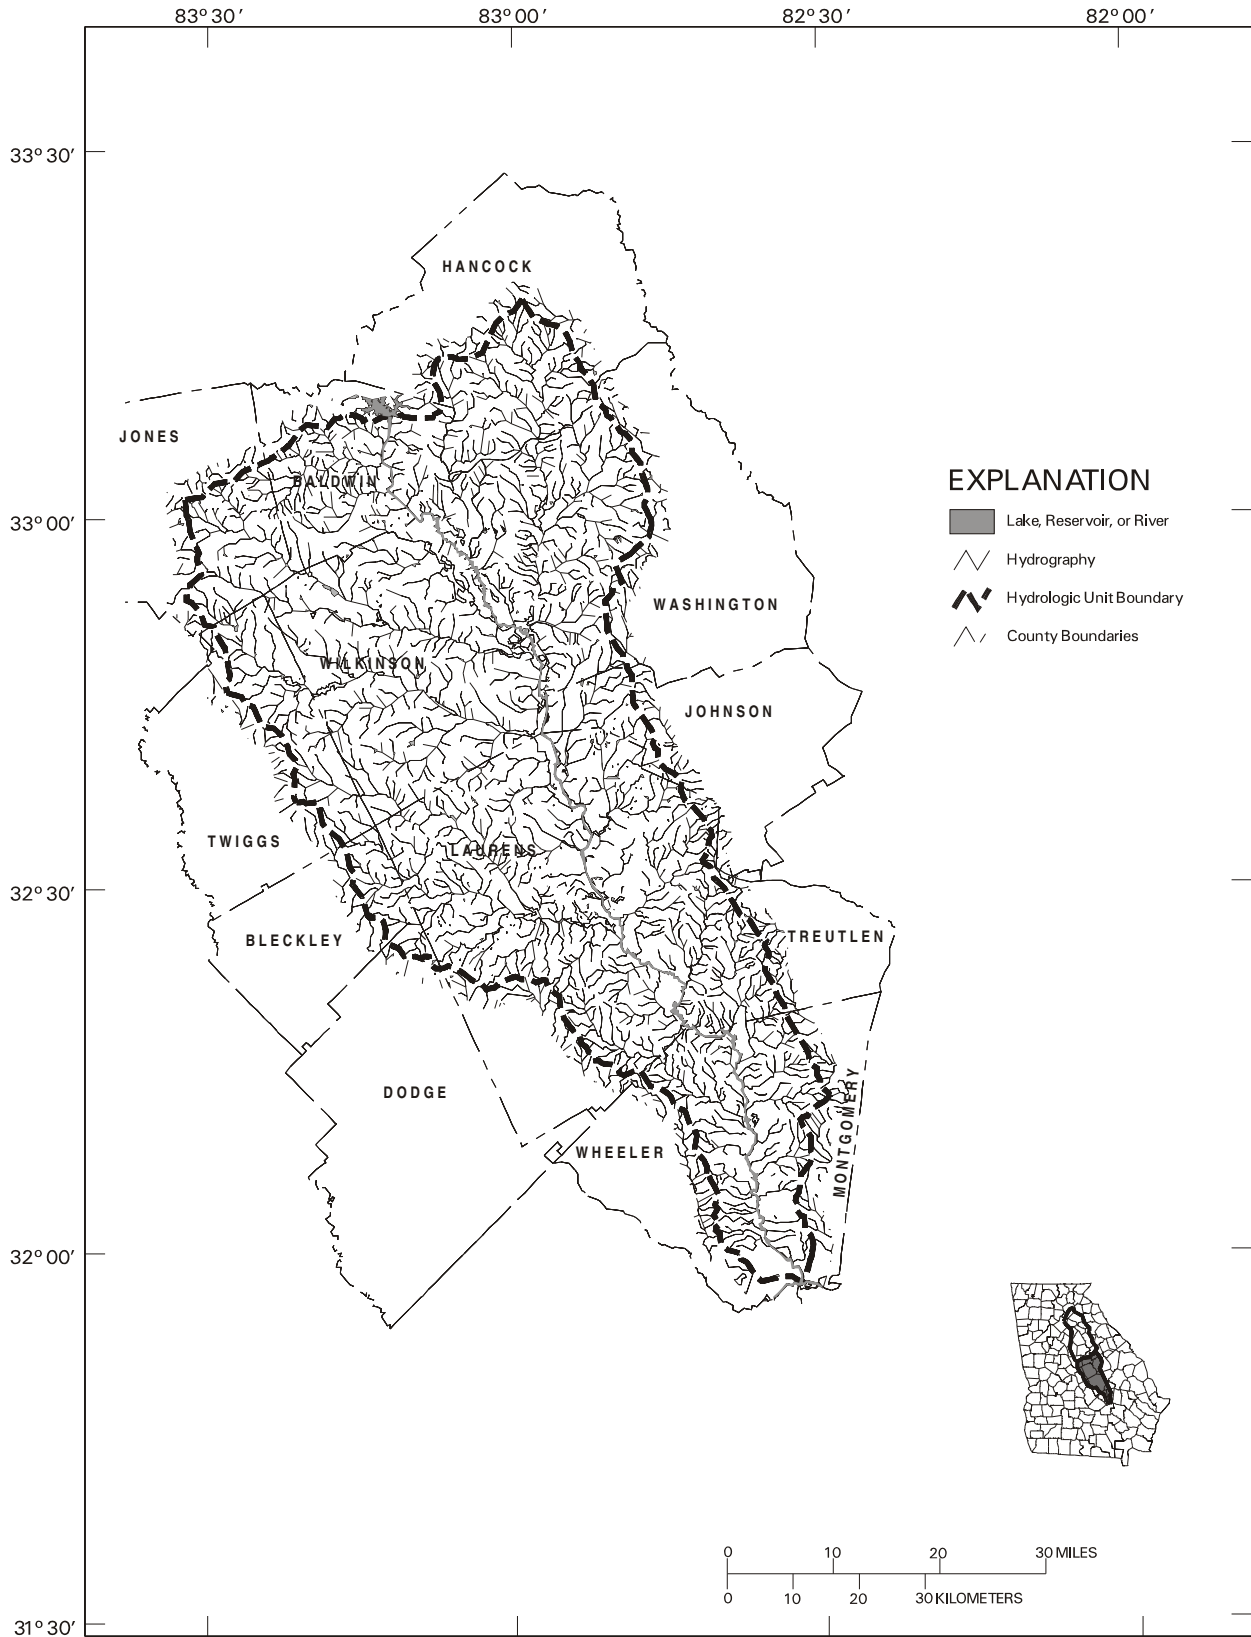 83° 30′ 83° 00′ 82° 30′ 82° 00′
33° 30′
HANCOCK
JONES
BALDWIN
EXPLANATION
33° 00′
Lake, Reservoir, or River
Hydrography
Hydrologic Unit Boundary
County Boundaries
WASHINGTON
WILKINSON
JOHNSON
TWIGGS
LAURENS
32° 30′
BLECKLEY
TREUTLEN
DODGE
MONTGOMERY
WHEELER
32° 00′
0 10 20 30 MILES
0 10 20 30 KILOMETERS
31° 30′